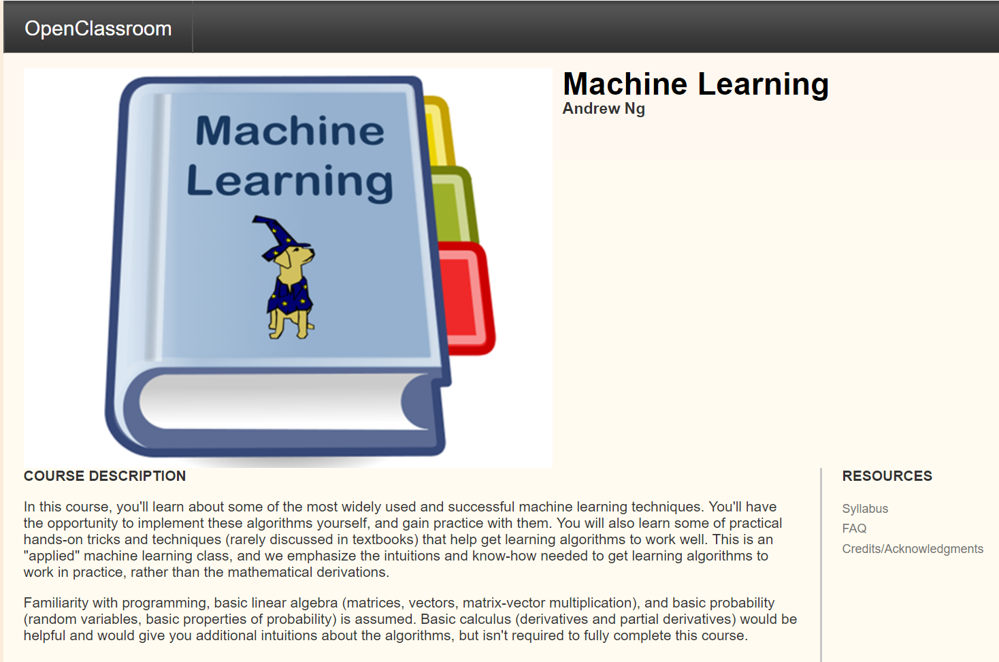 OpenClassroom
Machine
Learning
Machine Learning
Andrew Ng
COURSE DESCRIPTION
In this course, you'll learn about some of the most widely used and successful machine learning techniques. You'll have
the opportunity to implement these algorithms yourself, and gain practice with them. You will also learn some of practical
hands-on tricks and techniques (rarely discussed in textbooks) that help get learning algorithms to work well. This is an
"applied" machine learning class, and we emphasize the intuitions and know-how needed to get learning algorithms to
work in practice, rather than the mathematical derivations.
Familiarity with programming, basic linear algebra (matrices, vectors, matrix-vector multiplication), and basic probability
(random variables, basic properties of probability) is assumed. Basic calculus (derivatives and partial derivatives) would be
helpful and would give you additional intuitions about the algorithms, but isn't required to fully complete this course.
RESOURCES
Syllabus
FAQ
Credits/Acknowledgments